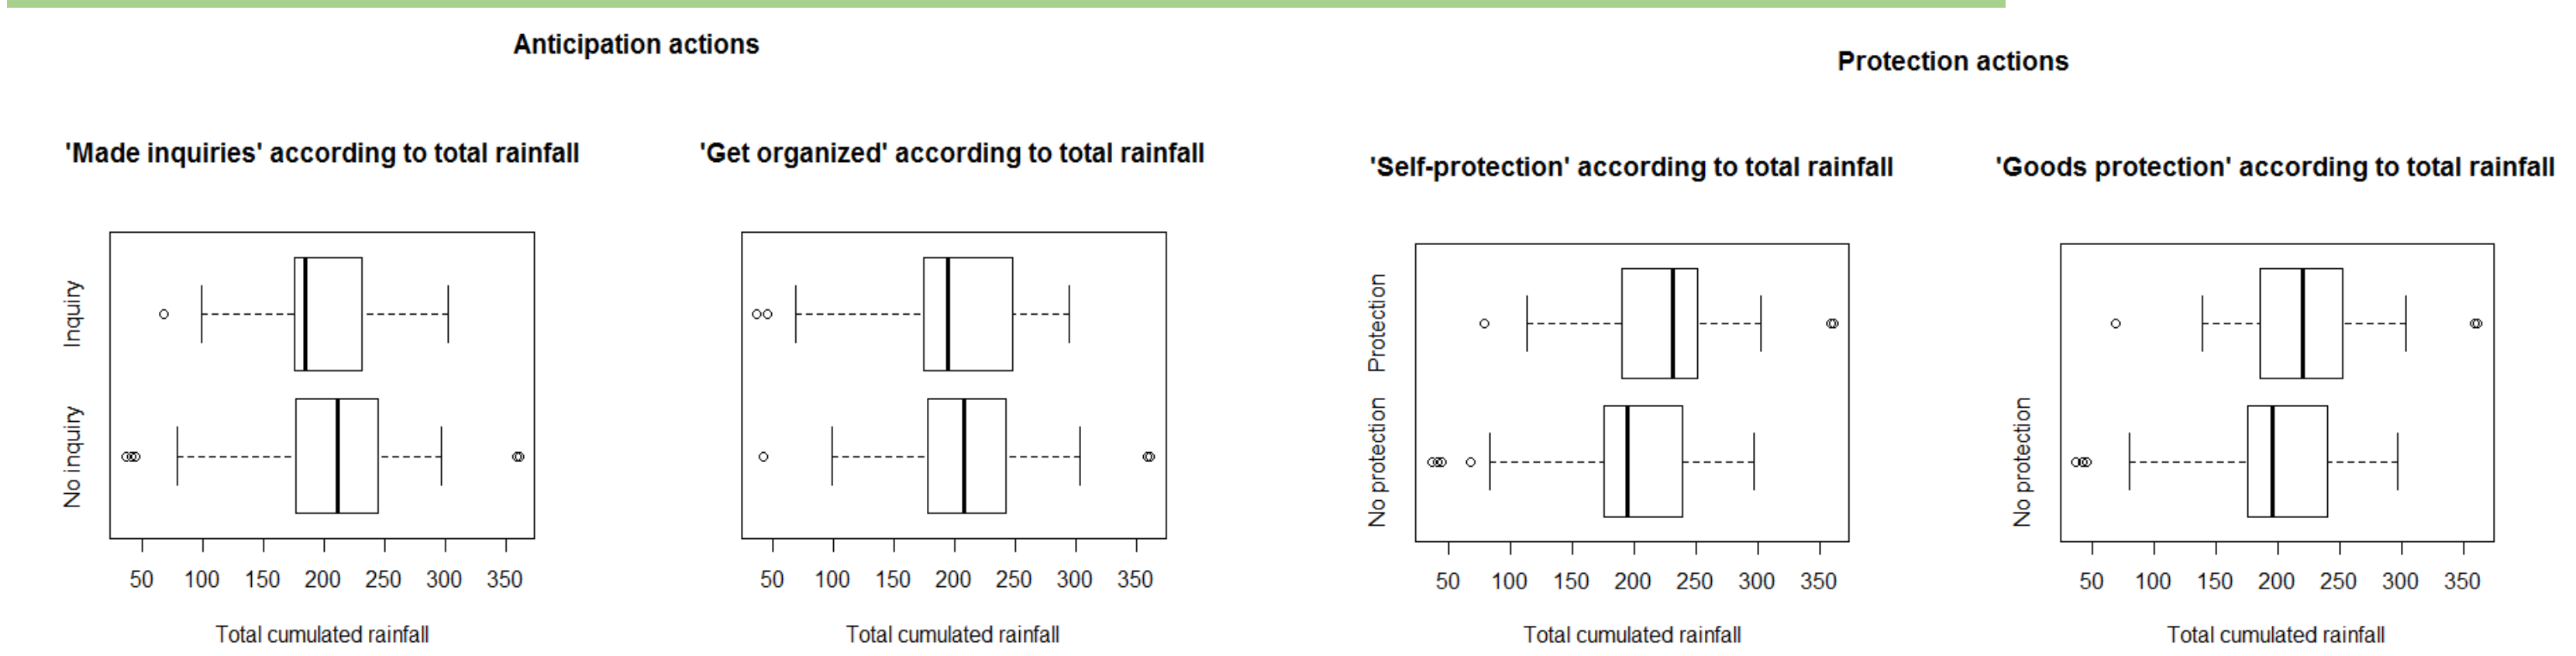 Anticipation actions
Protection actions
'Made inquiries' according to total rainfall
Inquiry
No inquiry
50 100 150 200 250 300 350
Total cumulated rainfall
'Get organized' according to total rainfall
50 100 150 200 250 300 350
Total cumulated rainfall
'Self-protection' according to total rainfall
Protection
No protection
50 100 150 200 250 300 350
Total cumulated rainfall
'Goods protection' according to total rainfall
No protection
50 100 150 200 250 300 350
Total cumulated rainfall